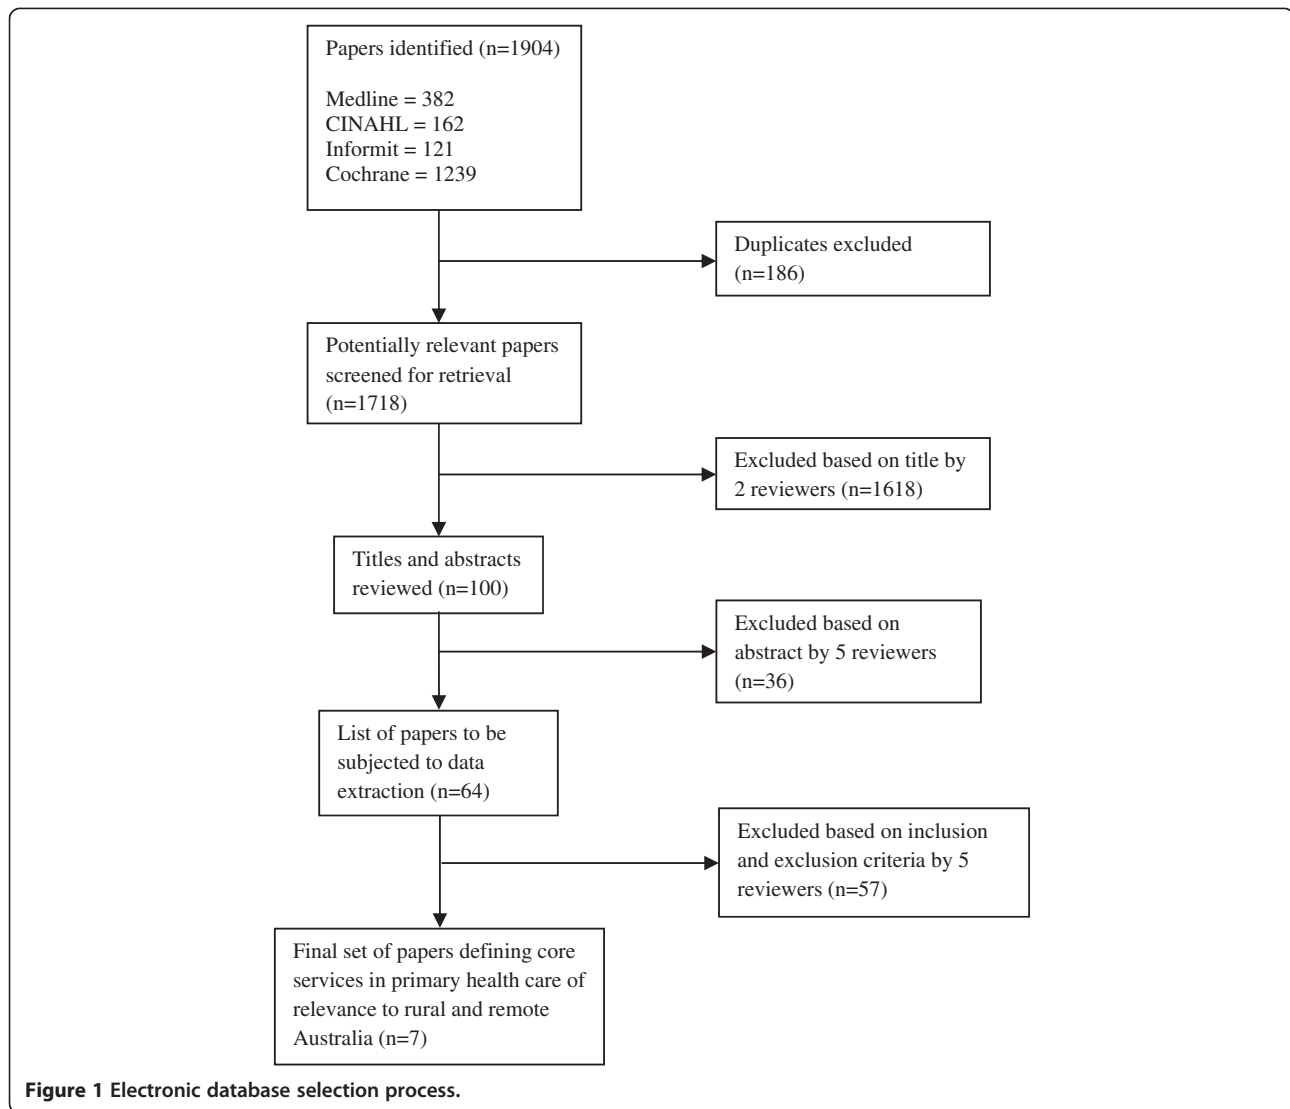 Papers identified (n=1904)
Medline = 382
CINAHL = 162
Informit = 121
Cochrane = 1239
Duplicates excluded
(n=186)
Potentially relevant papers
screened for retrieval
(n=1718)
Excluded based on title by
2 reviewers (n=1618)
Titles and abstracts
reviewed (n=100)
Excluded based on
abstract by 5 reviewers
(n=36)
List of papers to be
subjected to data
extraction (n=64)
Excluded based on inclusion
and exclusion criteria by 5
reviewers (n=57)
Final set of papers defining core
services in primary health care of
relevance to rural and remote
Australia (n=7)
Figure 1 Electronic database selection process.